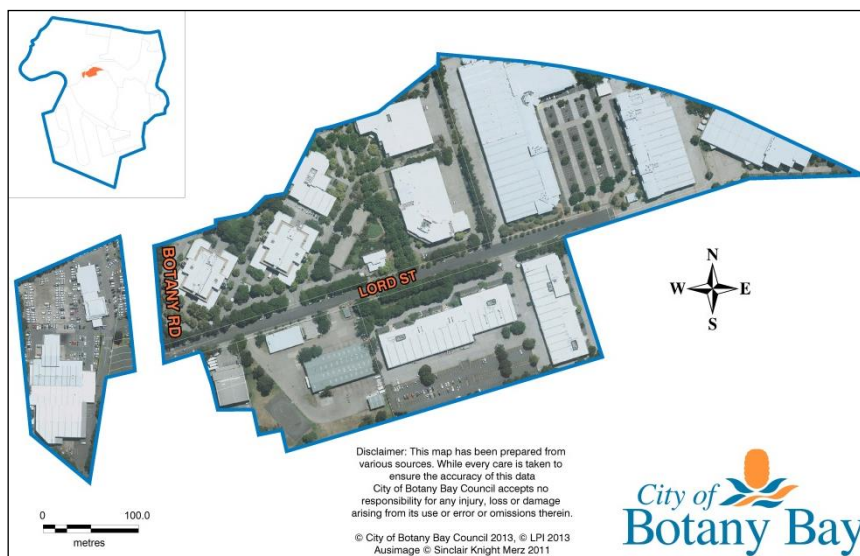 BOTANY RD
LORD ST
N
W E
S
Disclaimer: This map has been prepared from
various sources. While every care is taken to
ensure the accuracy of this data
City of Botany Bay Council accepts no
responsibility for any injury, loss or damage
arising from its use or error or omissions therein.
© City of Botany Bay Council 2013, © LPI 2013
Ausimage © Sinclair Knight Merz 2011
0 100.0
metres
City of
Botany Bay